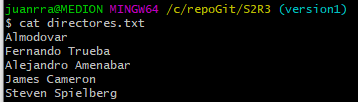 juanrra@MEDION MINGW64 /c/repoGit/S2R3 (version1)
$ cat directores.txt
Almodovar
Fernando Trueba
Alejandro Amenabar
James Cameron
Steven Spielberg